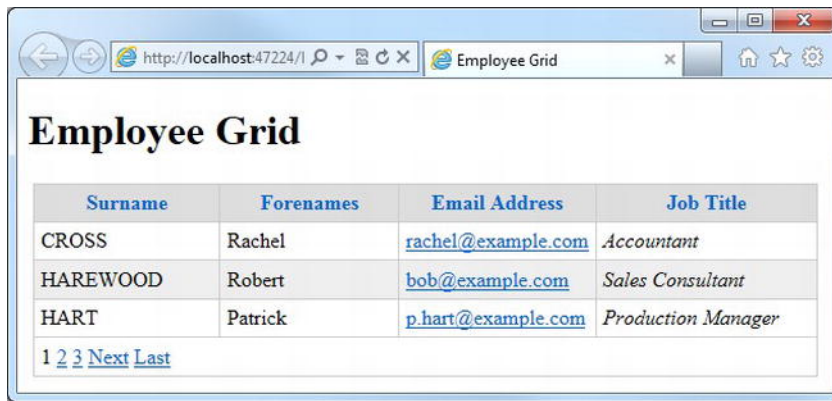 http://localhost:47224/
Employee Grid
Employee Grid
Surname Forenames Email Address Job Title
CROSS Rachel rachel@example.com Accountant
HAREWOOD Robert bob@example.com Sales Consultant
HART Patrick p.hart@example.com Production Manager
1 2 3 Next Last